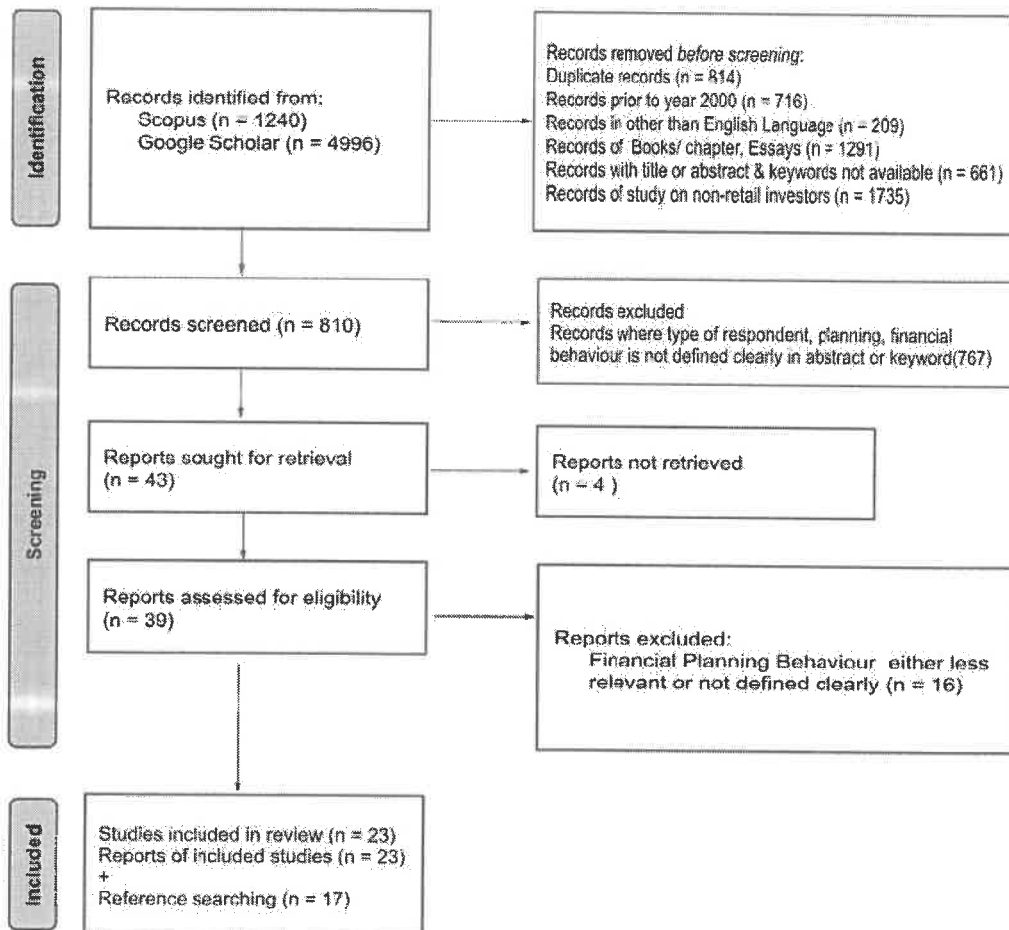 Identification
Records identified from:
Scopus (n = 1240)
Google Scholar (n = 4996)
Records removed before screening:
Duplicate records (n = 814)
Records prior to year 2000 (n = 716)
Records in other than English Language (n = 209)
Records of Books/ chapter, Essays (n = 1291)
Records with title or abstract & keywords not available (n = 661)
Records of study on non-retail investors (n = 1735)
Screening
Records screened (n = 810)
Records excluded
Records where type of respondent, planning, financial
behaviour is not defined clearly in abstract or keyword(767)
Reports sought for retrieval
(n = 43)
Reports not retrieved
(n = 4 )
Reports assessed for eligibility
(n = 39)
Reports excluded:
Financial Planning Behaviour either less
relevant or not defined clearly (n = 16)
Included
Studies included in review (n = 23)
Reports of included studies (n = 23)
+
Reference searching (n = 17)